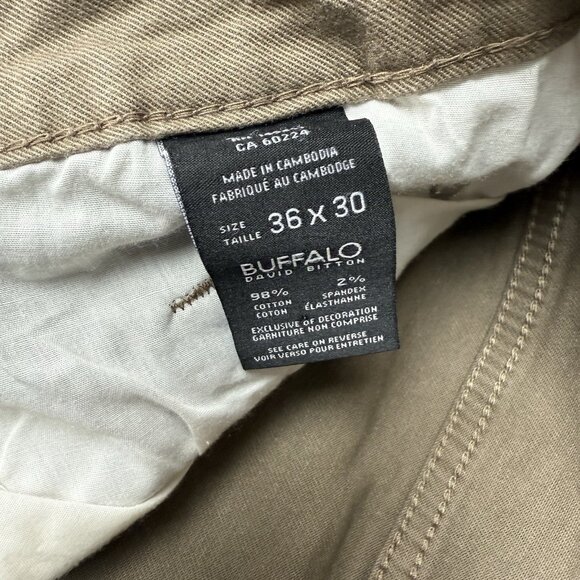 CA 60224
MADE IN CAMBODIA
FABRIQUE AU CAMBODGE
SIZE
TAILLE
36 X 30
BUFFALO
DAVID BITTON
98% 2%
COTTON SPANDEX
COTON ÉLASTHANNE
EXCLUSIVE OF DECORATION
GARNITURE NON COMPRISE
SEE CARE ON REVERSE
VOIR VERSO POUR ENTRETIEN